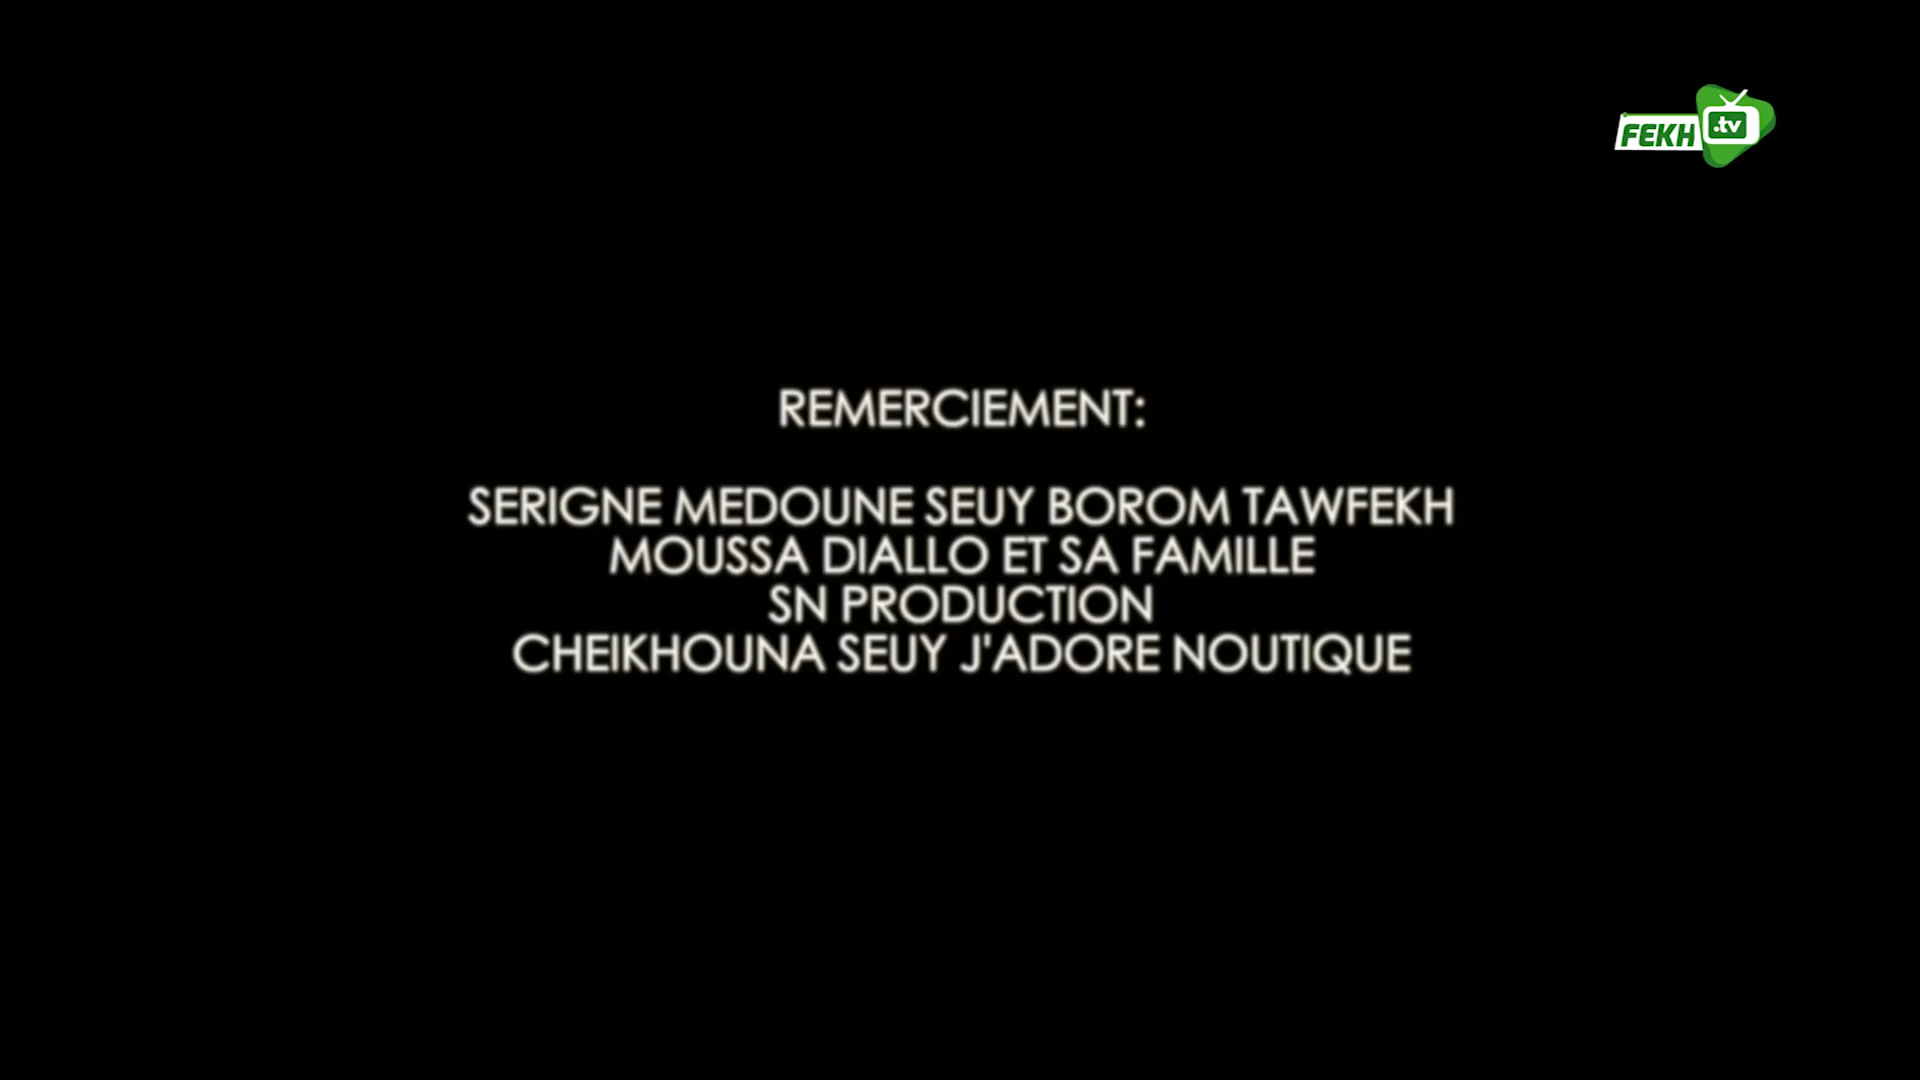 FEKH .tv
REMERCIEMENT:
SERIGNE MEDOUNE SEUY BOROM TAWFEKH
MOUSSA DIALLO ET SA FAMILLE
SN PRODUCTION
CHEIKHOUNA SEUY J'ADORE NOUTIQUE